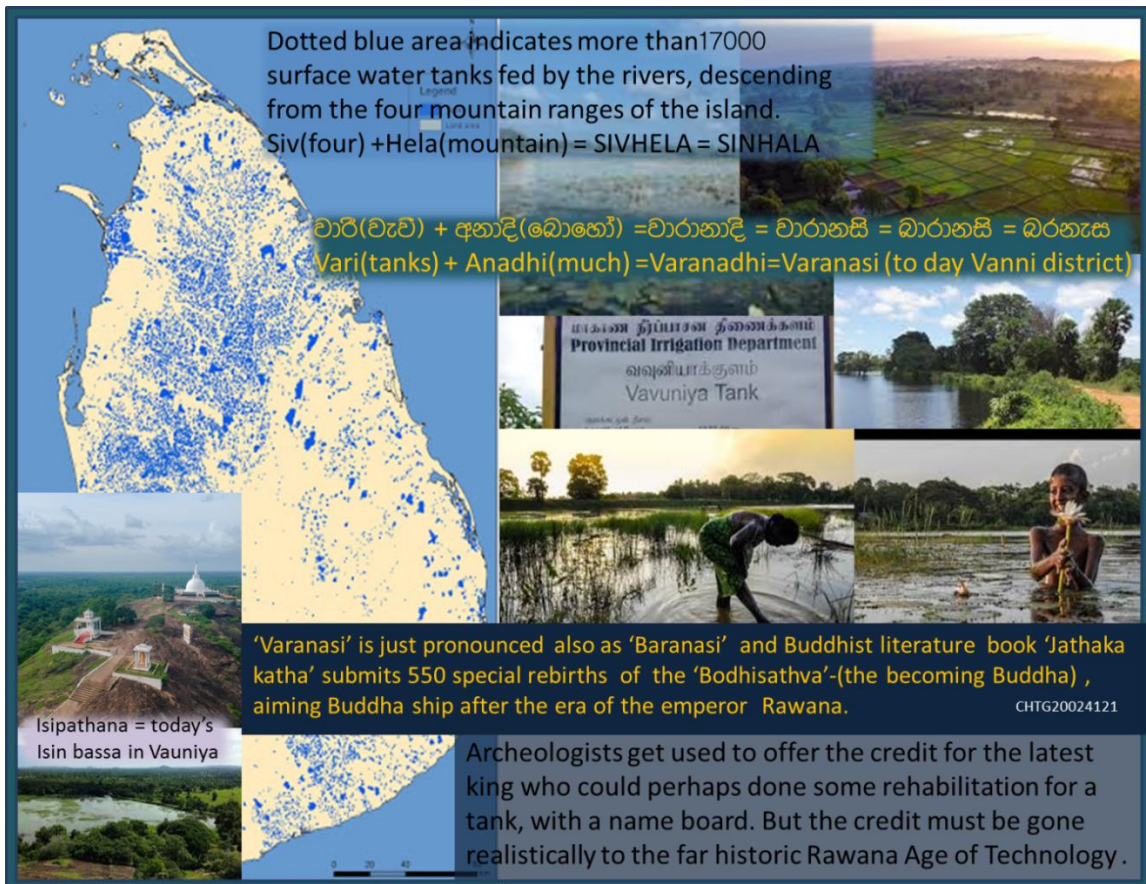 Dotted blue area indicates more than17000
surface water tanks fed by the rivers, descending
from the four mountain ranges of the island.
Siv(four) +Hela(mountain) = SIVHELA = SINHALA
Legend
Land area
වාරි(වැව්) + අනාදි(බොහෝ) =වාරානාදි = වාරානසි = බාරානසි = බරනැස
Vari(tanks) + Anadhi(much) =Varanadhi=Varanasi (to day Vanni district)
மாகாண நீர்ப்பாசன திணைக்களம்
Provincial Irrigation Department
வவுனியாக்குளம்
Vavuniya Tank
'Varanasi' is just pronounced also as 'Baranasi' and Buddhist literature book 'Jathaka
katha' submits 550 special rebirths of the 'Bodhisathva'-(the becoming Buddha) ,
aiming Buddha ship after the era of the emperor Rawana.
CHTG20024121
Isipathana = today's
Isin bassa in Vauniya
Archeologists get used to offer the credit for the latest
king who could perhaps done some rehabilitation for a
tank, with a name board. But the credit must be gone
realistically to the far historic Rawana Age of Technology .
0 20 40